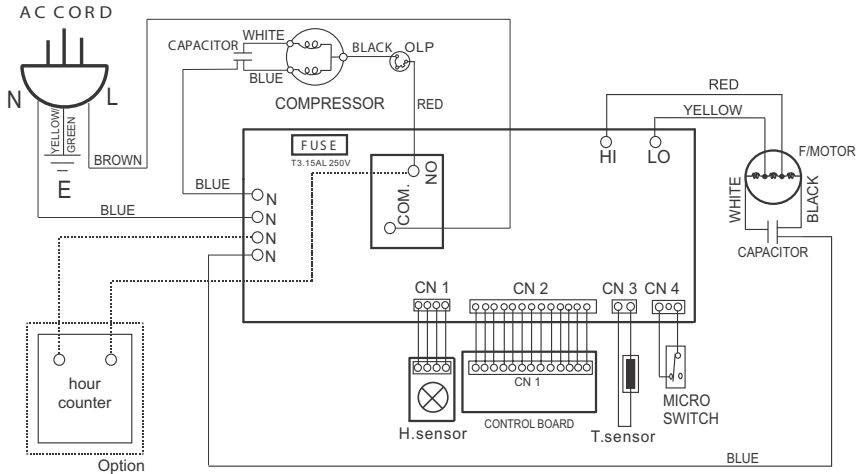 AC CORD
N
L
YELLOW/
GREEN
E
BROWN
BLUE
CAPACITOR
WHITE
BLUE
COMPRESSOR
BLACK
OLP
RED
FUSE
T3.15AL 250V
COM.
NO
BLUE
N
N
N
N
HI
LO
RED
YELLOW
F/MOTOR
WHITE
BLACK
CAPACITOR
CN 1
CN 2
CN 3
CN 4
CN 1
H.sensor
CONTROL BOARD
T.sensor
MICRO
SWITCH
BLUE
hour
counter
Option